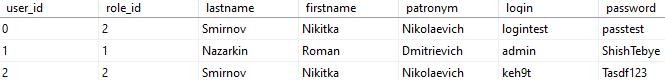 user_id role_id lastname firstname patronym login password
0 2 Smirnov Nikitka Nikolaevich logintest passtest
1 1 Nazarkin Roman Dmitrievich admin ShishTebye
2 2 Smirnov Nikitka Nikolaevich keh9t Tasdf123